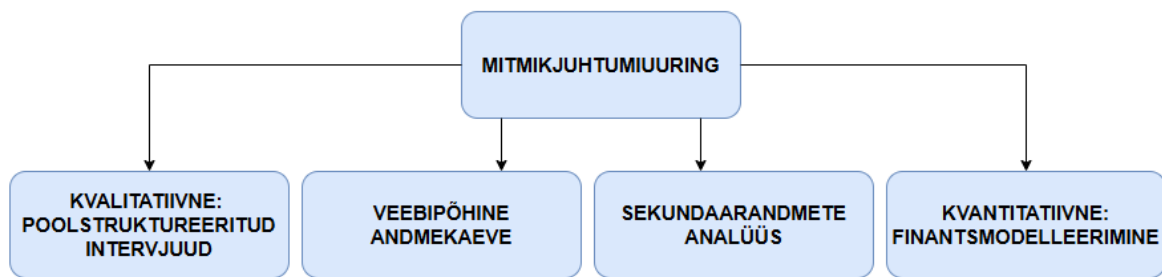 MITMIKJUHTUMIUURING
KVALITATIIVNE:
POOLSTRUKTUREERITUD
INTERVJUUD
VEEBIPÕHINE
ANDMEKAEVE
SEKUNDAARANDMETE
ANALÜÜS
KVANTITATIIVNE:
FINANTSMODELLEERIMINE